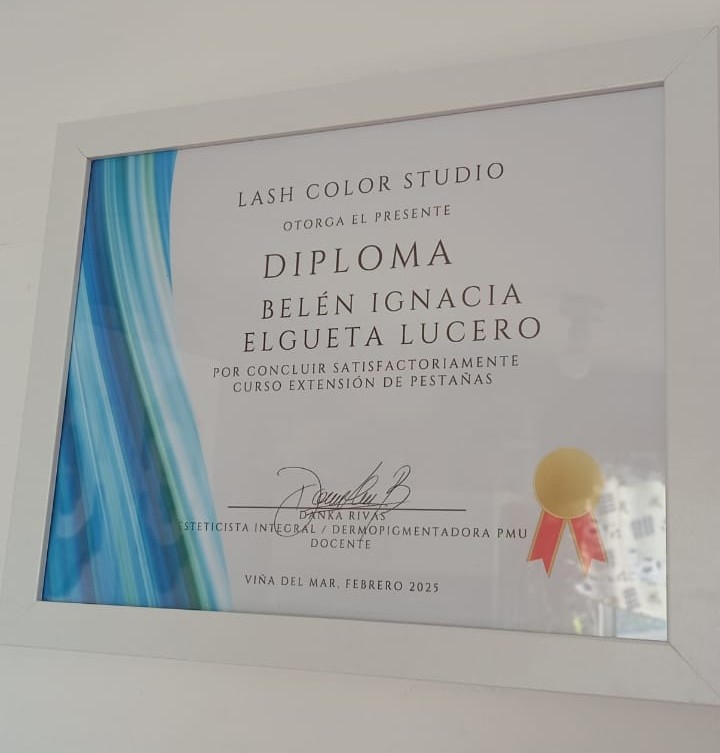 LASH COLOR STUDIO
OTORGA EL PRESENTE
DIPLOMA
BELÉN IGNACIA
ELGUETA LUCERO
POR CONCLUIR SATISFACTORIAMENTE
CURSO EXTENSIÓN DE PESTAÑAS
DANKA RIVAS
ESTETICISTA INTEGRAL / DERMOPIGMENTADORA PMU
DOCENTE
VIÑA DEL MAR, FEBRERO 2025